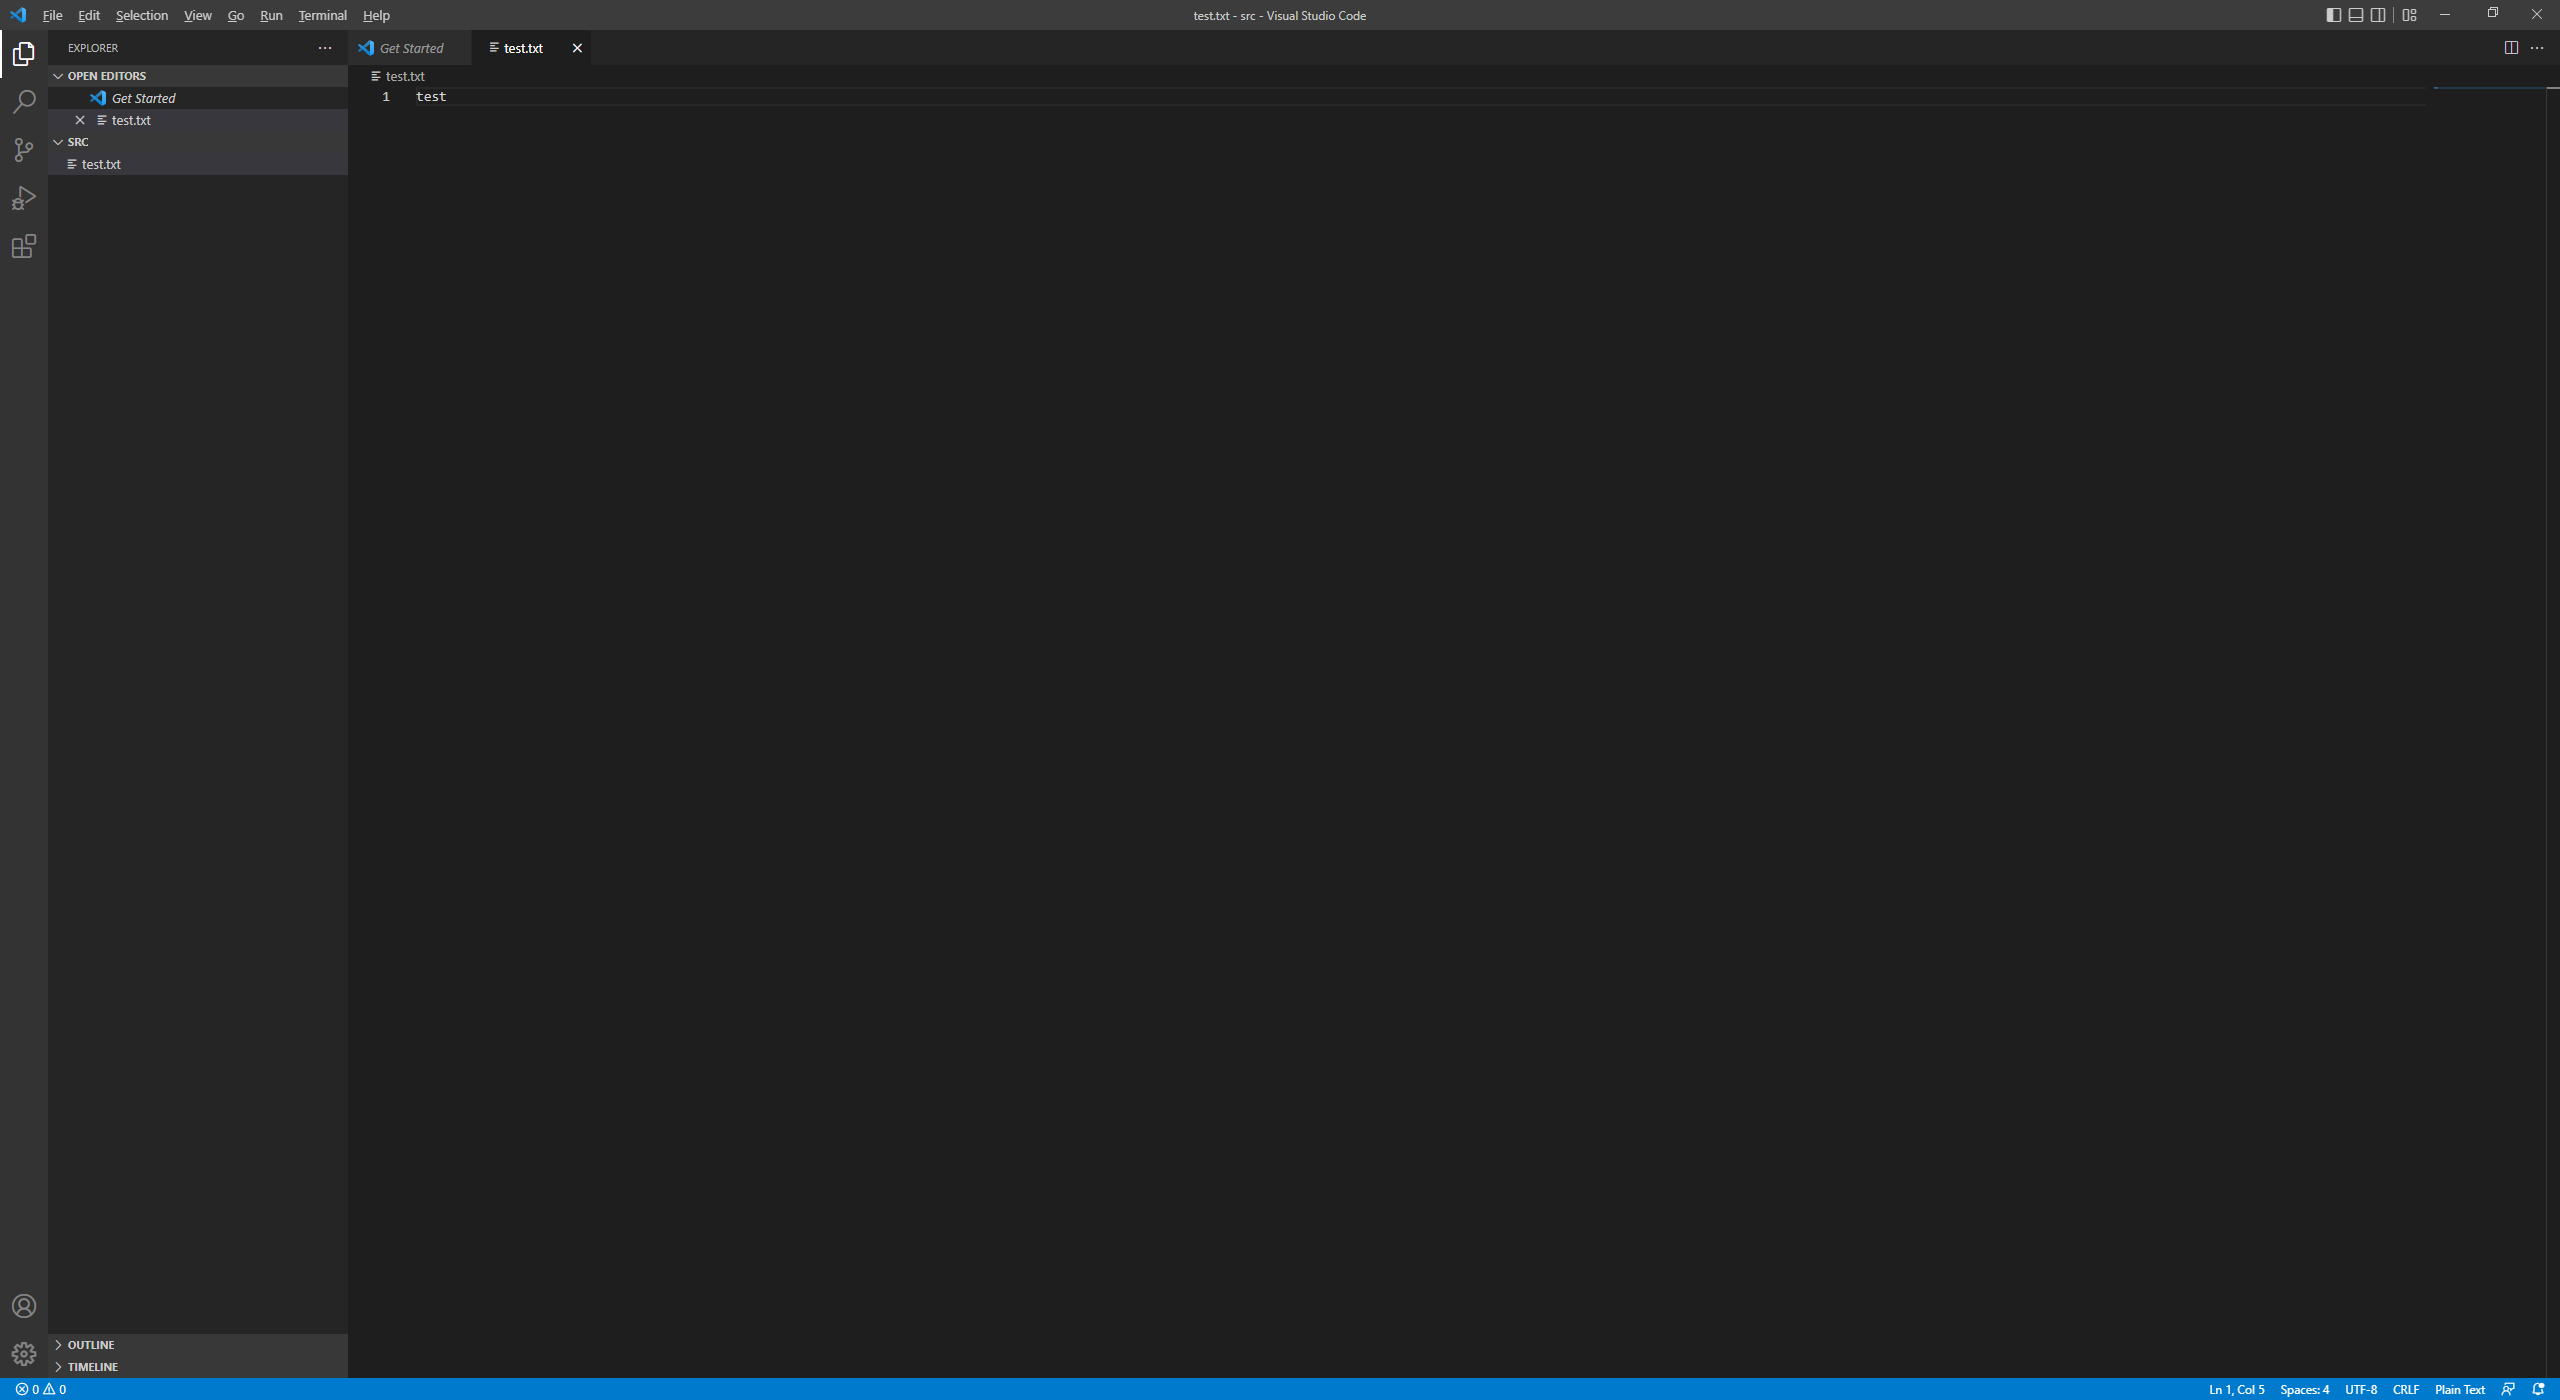 File Edit Selection View Go Run Terminal Help test.txt - src - Visual Studio Code
EXPLORER
Get Started test.txt
OPEN EDITORS
Get Started
test.txt
SRC
test.txt
test.txt
1 test
OUTLINE
TIMELINE
0 0 Ln 1, Col 5 Spaces: 4 UTF-8 CRLF Plain Text